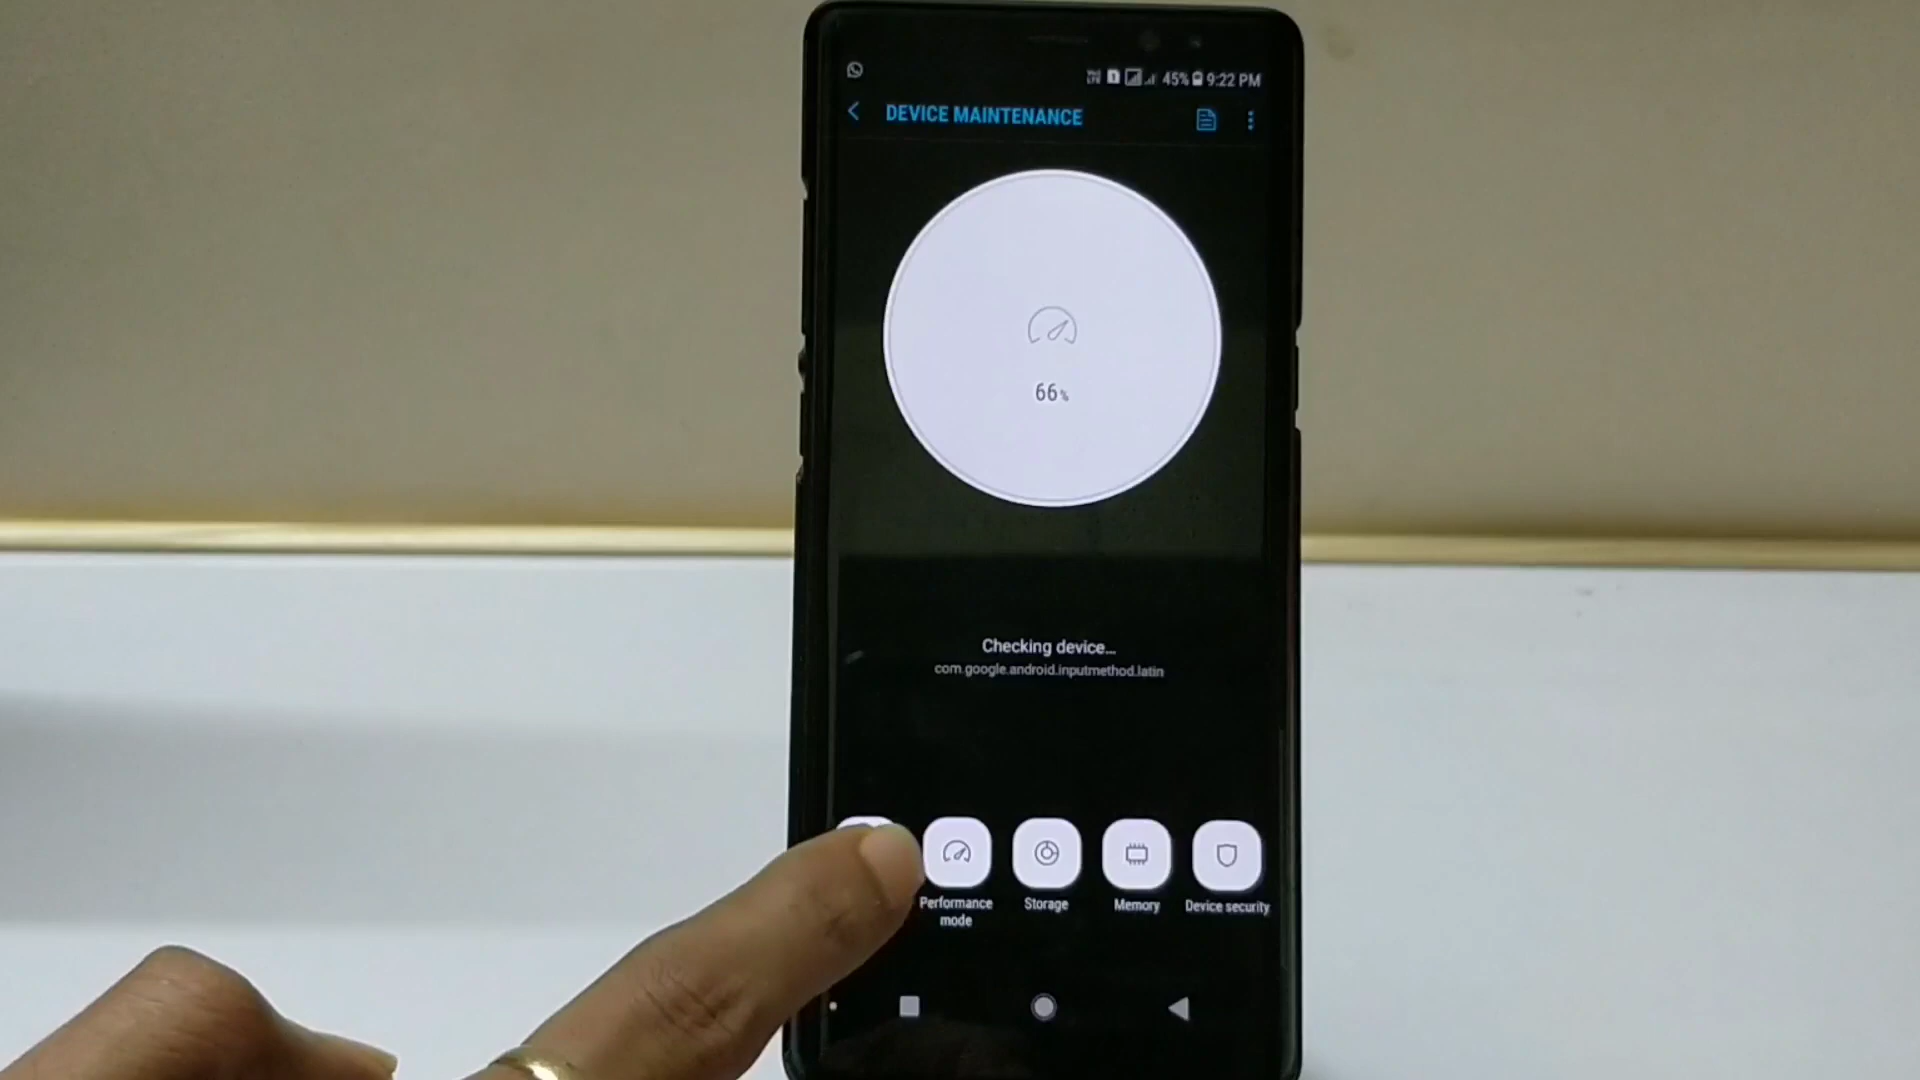 45% 9:22 PM
DEVICE MAINTENANCE
66%
Checking device...
com.google.android.inputmethod.latin
Performance mode
Storage
Memory
Device security